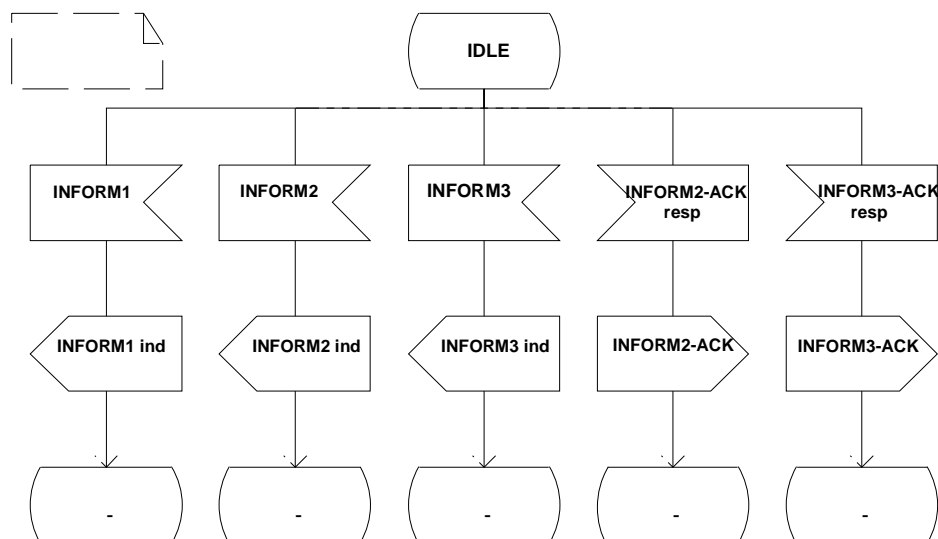 IDLE
INFORM1
INFORM2
INFORM3
INFORM2-ACK
resp
INFORM3-ACK
resp
INFORM1 ind
INFORM2 ind
INFORM3 ind
INFORM2-ACK
INFORM3-ACK
-
-
-
-
-